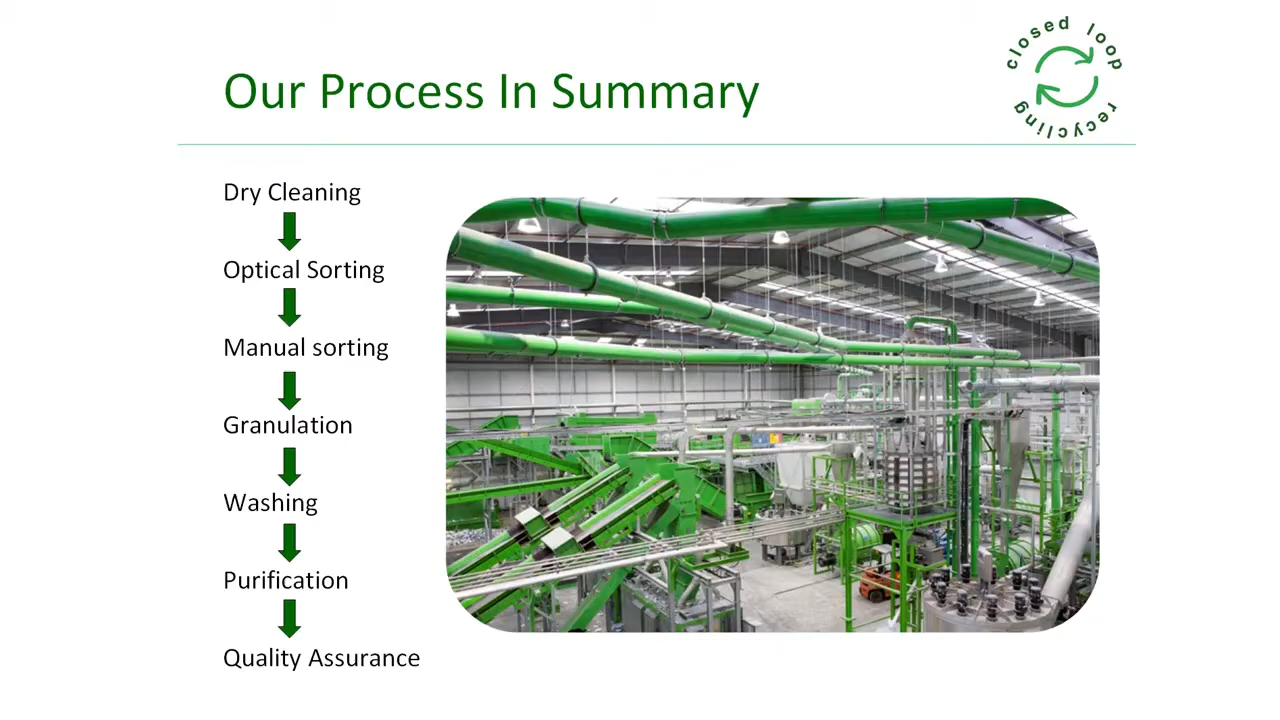 closed loop
recycling
Our Process In Summary
Dry Cleaning
Optical Sorting
Manual sorting
Granulation
Washing
Purification
Quality Assurance